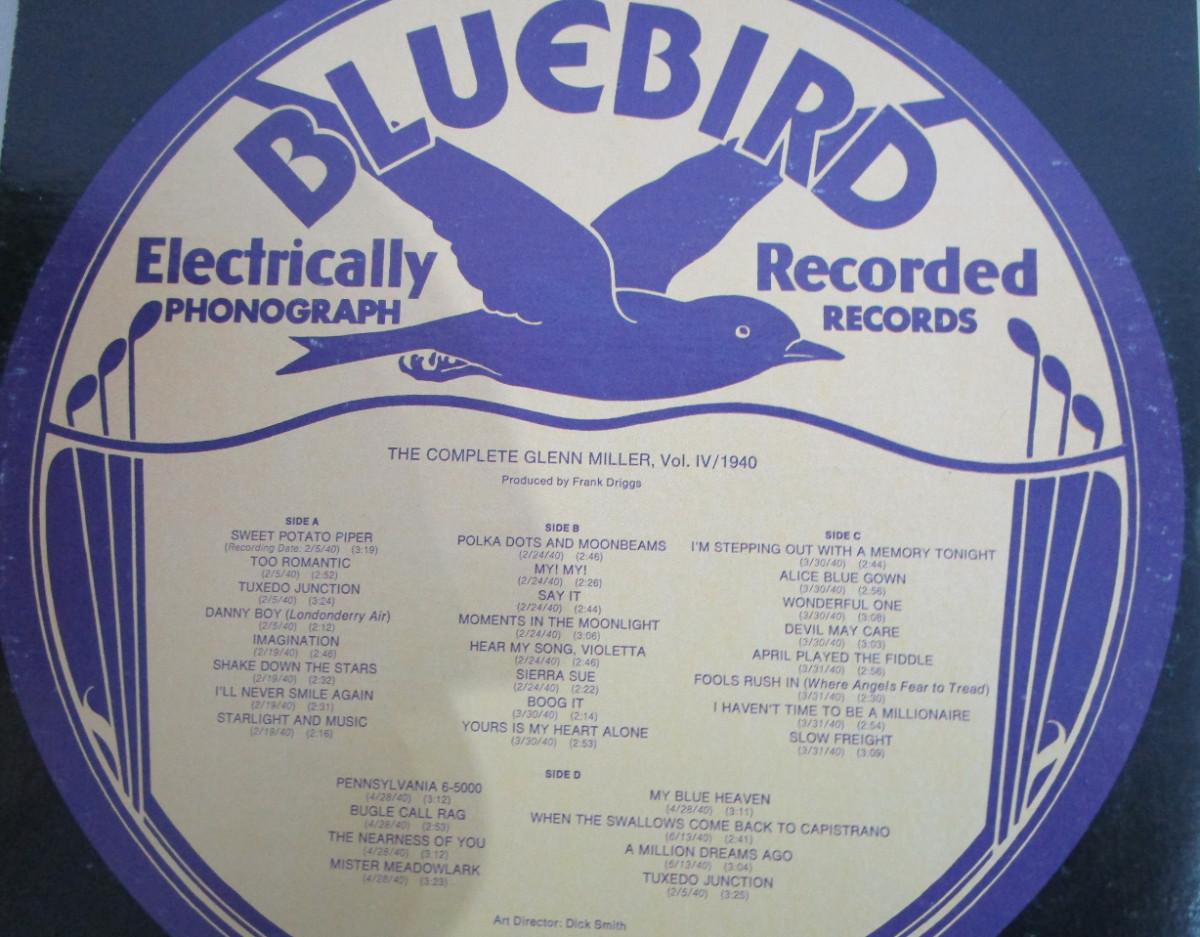 BLUEBIRD
Electrically Recorded
PHONOGRAPH RECORDS
THE COMPLETE GLENN MILLER, Vol. IV/1940
Produced by Frank Driggs
SIDE A
SWEET POTATO PIPER
(Recording Date: 2/5/40) (3:19)
TOO ROMANTIC
(2/5/40) (2:52)
TUXEDO JUNCTION
(2/5/40) (3:24)
DANNY BOY (Londonderry Air)
(2/5/40) (2:12)
IMAGINATION
(2/19/40) (2:46)
SHAKE DOWN THE STARS
(2/19/40) (2:32)
I'LL NEVER SMILE AGAIN
(2/19/40) (2:31)
STARLIGHT AND MUSIC
(2/19/40) (2:16)
SIDE B
POLKA DOTS AND MOONBEAMS
(2/24/40) (2:46)
MY! MY!
(2/24/40) (2:26)
SAY IT
(2/24/40) (2:44)
MOMENTS IN THE MOONLIGHT
(2/24/40) (3:06)
HEAR MY SONG, VIOLETTA
(2/24/40) (2:46)
SIERRA SUE
(2/24/40) (2:22)
BOOG IT
(3/30/40) (2:14)
YOURS IS MY HEART ALONE
(3/30/40) (2:53)
SIDE C
I'M STEPPING OUT WITH A MEMORY TONIGHT
(3/30/40) (2:44)
ALICE BLUE GOWN
(3/30/40) (2:56)
WONDERFUL ONE
(3/30/40) (3:08)
DEVIL MAY CARE
(3/30/40) (3:03)
APRIL PLAYED THE FIDDLE
(3/31/40) (2:56)
FOOLS RUSH IN (Where Angels Fear to Tread)
(3/31/40) (2:30)
I HAVEN'T TIME TO BE A MILLIONAIRE
(3/31/40) (2:54)
SLOW FREIGHT
(3/31/40) (3:09)
SIDE D
PENNSYLVANIA 6-5000
(4/28/40) (3:12)
BUGLE CALL RAG
(4/28/40) (2:53)
THE NEARNESS OF YOU
(4/28/40) (3:12)
MISTER MEADOWLARK
(4/28/40) (3:23)
MY BLUE HEAVEN
(4/28/40) (3:11)
WHEN THE SWALLOWS COME BACK TO CAPISTRANO
(6/13/40) (2:41)
A MILLION DREAMS AGO
(6/13/40) (3:04)
TUXEDO JUNCTION
(2/5/40) (3:25)
Art Director: Dick Smith